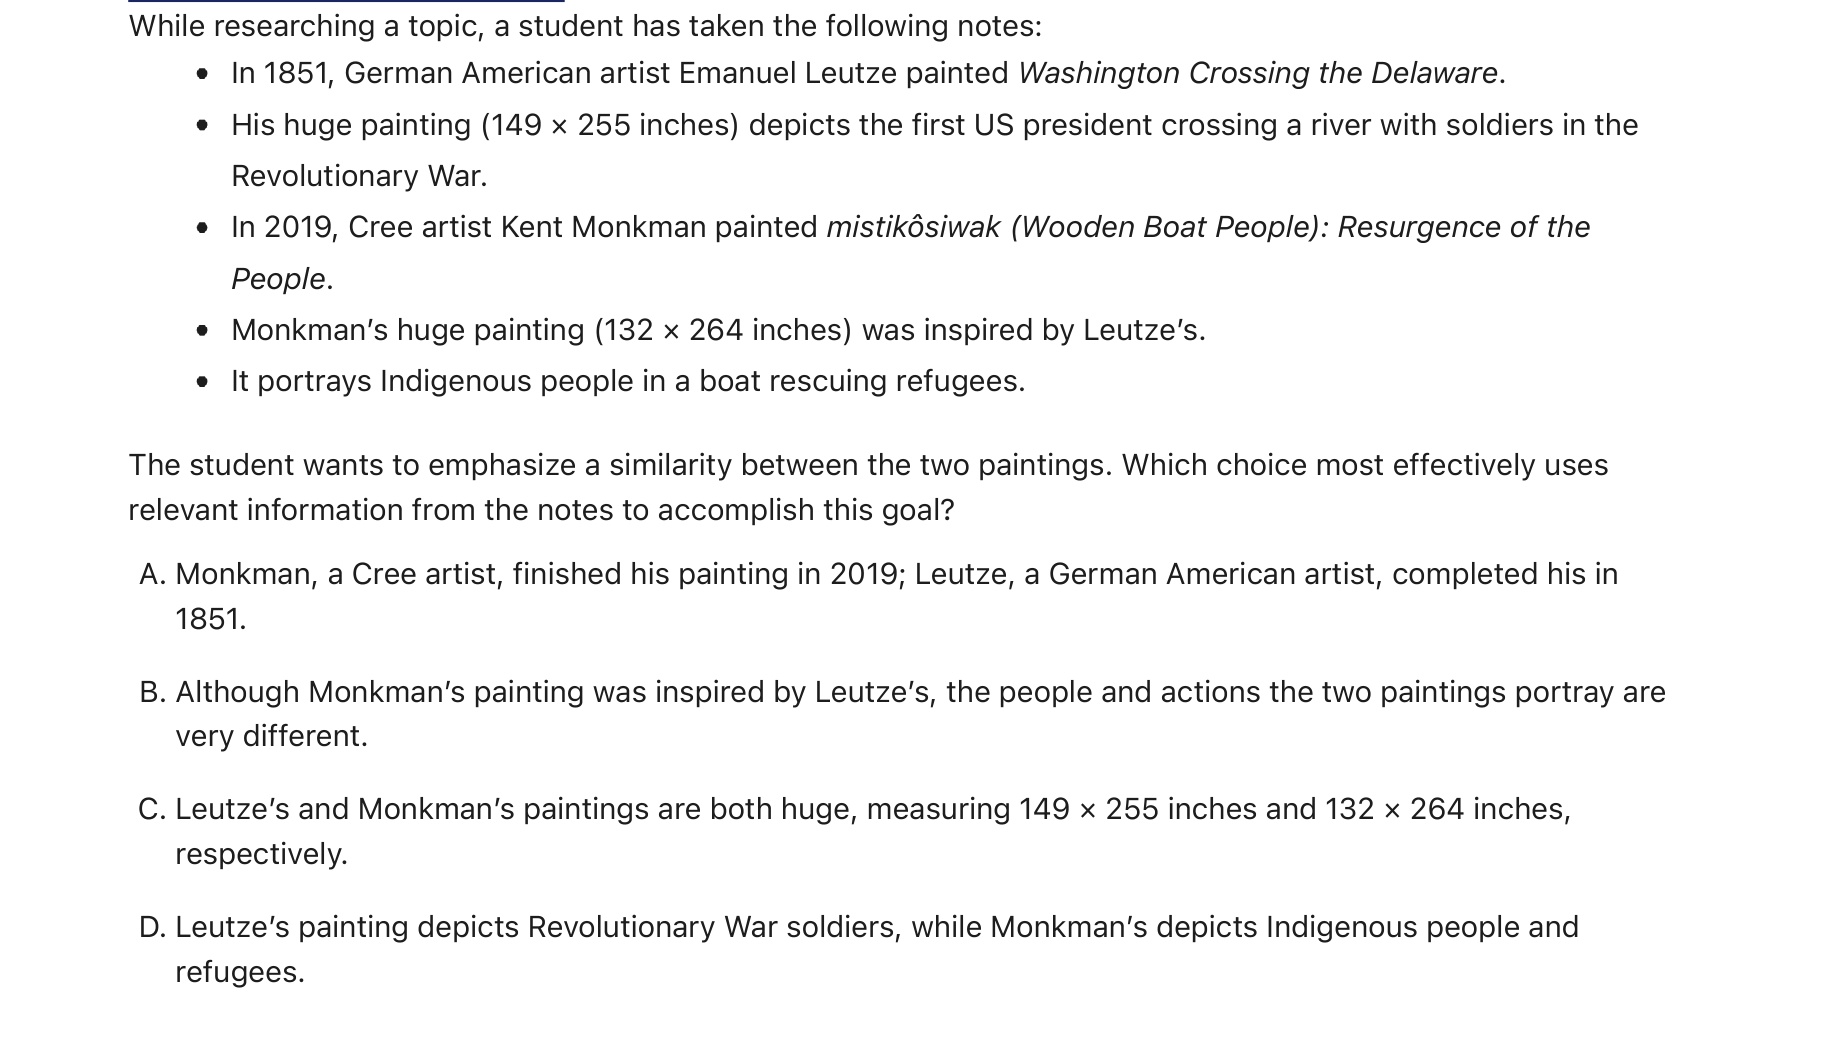 While researching a topic, a student has taken the following notes:
• In 1851, German American artist Emanuel Leutze painted Washington Crossing the Delaware.
• His huge painting (149 × 255 inches) depicts the first US president crossing a river with soldiers in the
Revolutionary War.
• In 2019, Cree artist Kent Monkman painted mistikôsiwak (Wooden Boat People): Resurgence of the
People.
• Monkman’s huge painting (132 × 264 inches) was inspired by Leutze’s.
• It portrays Indigenous people in a boat rescuing refugees.
The student wants to emphasize a similarity between the two paintings. Which choice most effectively uses
relevant information from the notes to accomplish this goal?
A. Monkman, a Cree artist, finished his painting in 2019; Leutze, a German American artist, completed his in
1851.
B. Although Monkman’s painting was inspired by Leutze’s, the people and actions the two paintings portray are
very different.
C. Leutze’s and Monkman’s paintings are both huge, measuring 149 × 255 inches and 132 × 264 inches,
respectively.
D. Leutze’s painting depicts Revolutionary War soldiers, while Monkman’s depicts Indigenous people and
refugees.